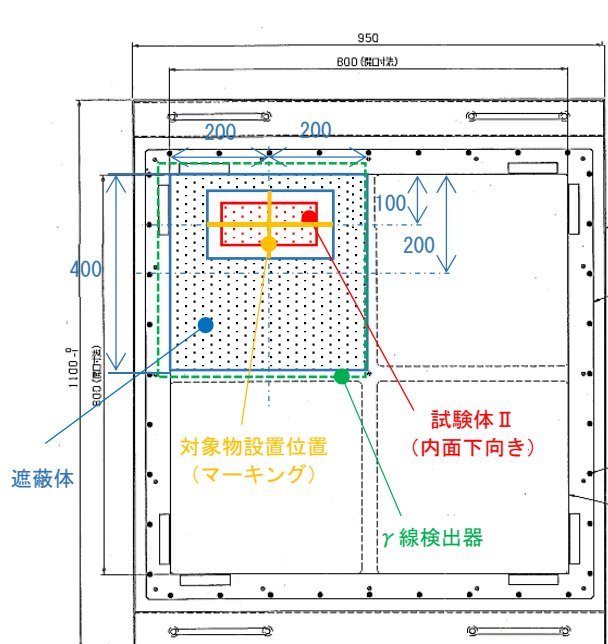 950
800 (開口寸法)
200
200
100
200
400
1100 -⁰₁
800 (開口寸法)
試験体Ⅱ
(内面下向き)
対象物設置位置
(マーキング)
遮蔽体
γ線検出器